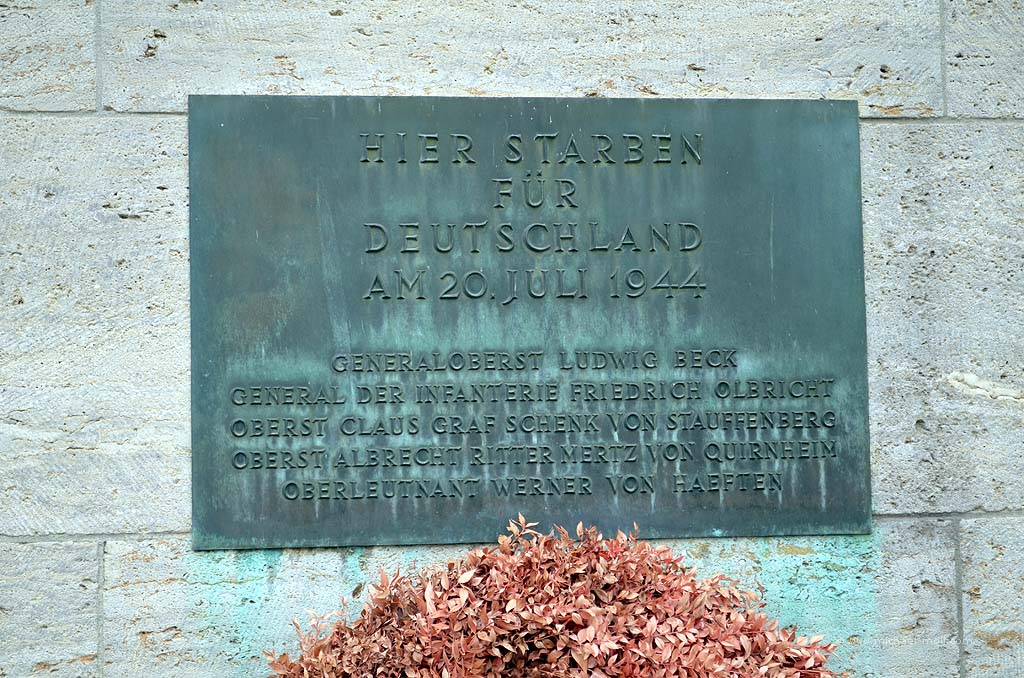 HIER STARBEN
FÜR
DEUTSCHLAND
AM 20. JULI 1944
GENERALOBERST LUDWIG BECK
GENERAL DER INFANTERIE FRIEDRICH OLBRICHT
OBERST CLAUS GRAF SCHENK VON STAUFFENBERG
OBERST ALBRECHT RITTER MERTZ VON QUIRNHEIM
OBERLEUTNANT WERNER VON HAEFTEN